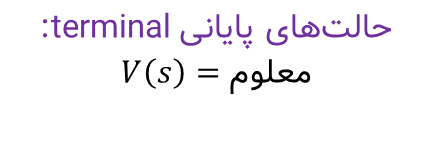 حالت‌های پایانی terminal:
V(s) = معلوم